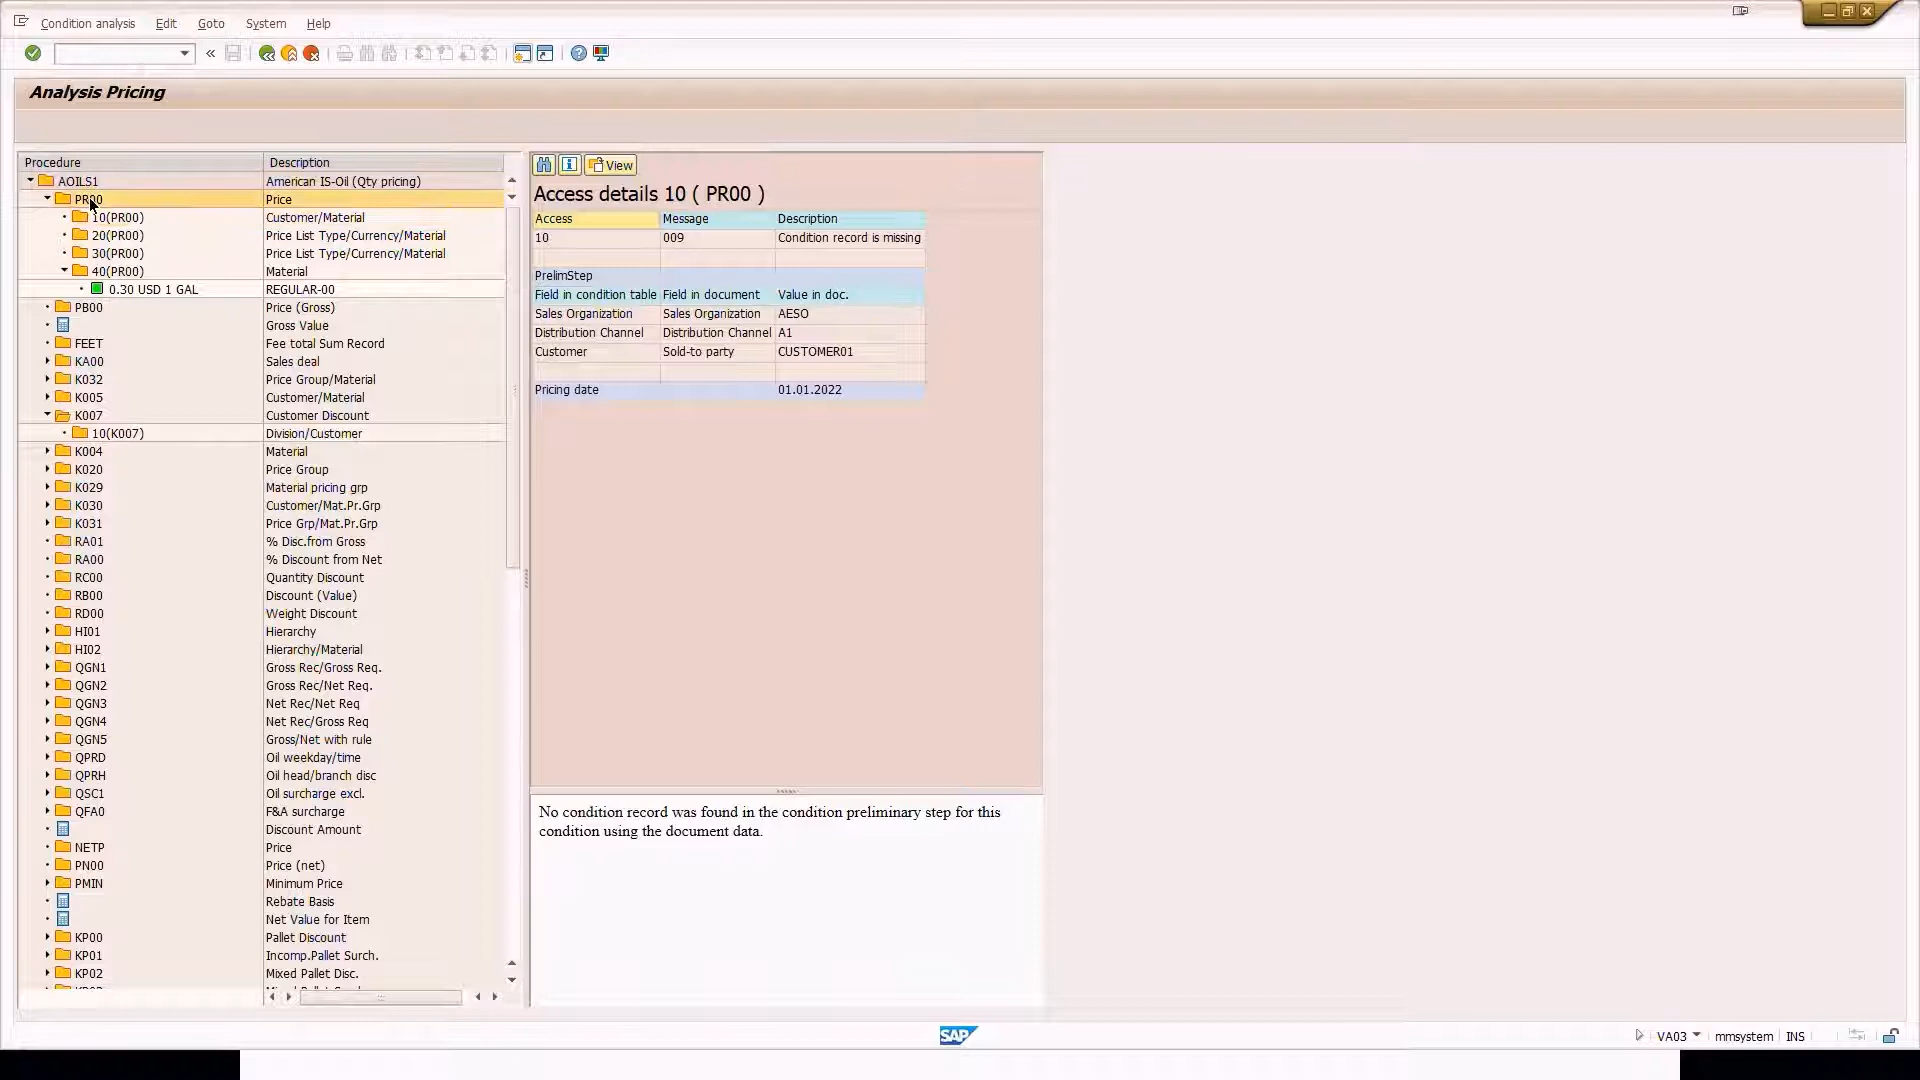 Condition analysis Edit Goto System Help
Analysis Pricing
Procedure Description
AOILS1 American IS-Oil (Qty pricing)
PR00 Price
10(PR00) Customer/Material
20(PR00) Price List Type/Currency/Material
30(PR00) Price List Type/Currency/Material
40(PR00) Material
0.30 USD 1 GAL REGULAR-00
PB00 Price (Gross)
Gross Value
FEET Fee total Sum Record
KA00 Sales deal
K032 Price Group/Material
K005 Customer/Material
K007 Customer Discount
10(K007) Division/Customer
K004 Material
K020 Price Group
K029 Material pricing grp
K030 Customer/Mat.Pr.Grp
K031 Price Grp/Mat.Pr.Grp
RA01 % Disc.from Gross
RA00 % Discount from Net
RC00 Quantity Discount
RB00 Discount (Value)
RD00 Weight Discount
HI01 Hierarchy
HI02 Hierarchy/Material
QGN1 Gross Rec/Gross Req.
QGN2 Gross Rec/Net Req.
QGN3 Net Rec/Net Req
QGN4 Net Rec/Gross Req
QGN5 Gross/Net with rule
QPRD Oil weekday/time
QPRH Oil head/branch disc
QSC1 Oil surcharge excl.
QFA0 F&A surcharge
Discount Amount
NETP Price
PN00 Price (net)
PMIN Minimum Price
Rebate Basis
Net Value for Item
KP00 Pallet Discount
KP01 Incomp.Pallet Surch.
KP02 Mixed Pallet Disc.
View
Access details 10 ( PR00 )
Access Message Description
10 009 Condition record is missing
PrelimStep
Field in condition table Field in document Value in doc.
Sales Organization Sales Organization AESO
Distribution Channel Distribution Channel A1
Customer Sold-to party CUSTOMER01
Pricing date 01.01.2022
No condition record was found in the condition preliminary step for this
condition using the document data.
SAP
VA03 mmsystem INS